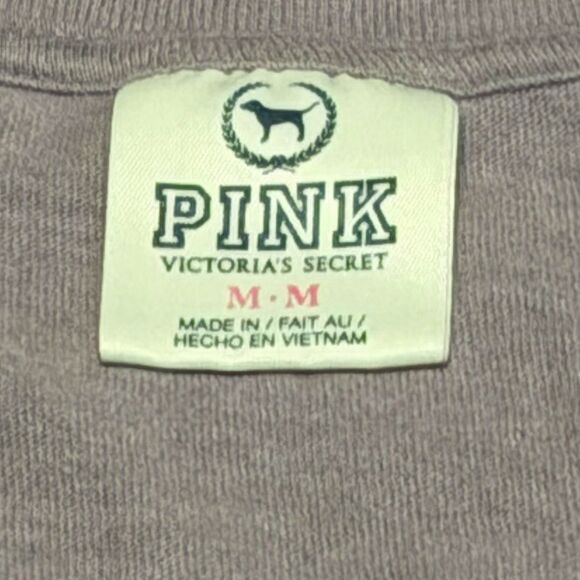 PINK
VICTORIA'S SECRET
M · M
MADE IN / FAIT AU /
HECHO EN VIETNAM